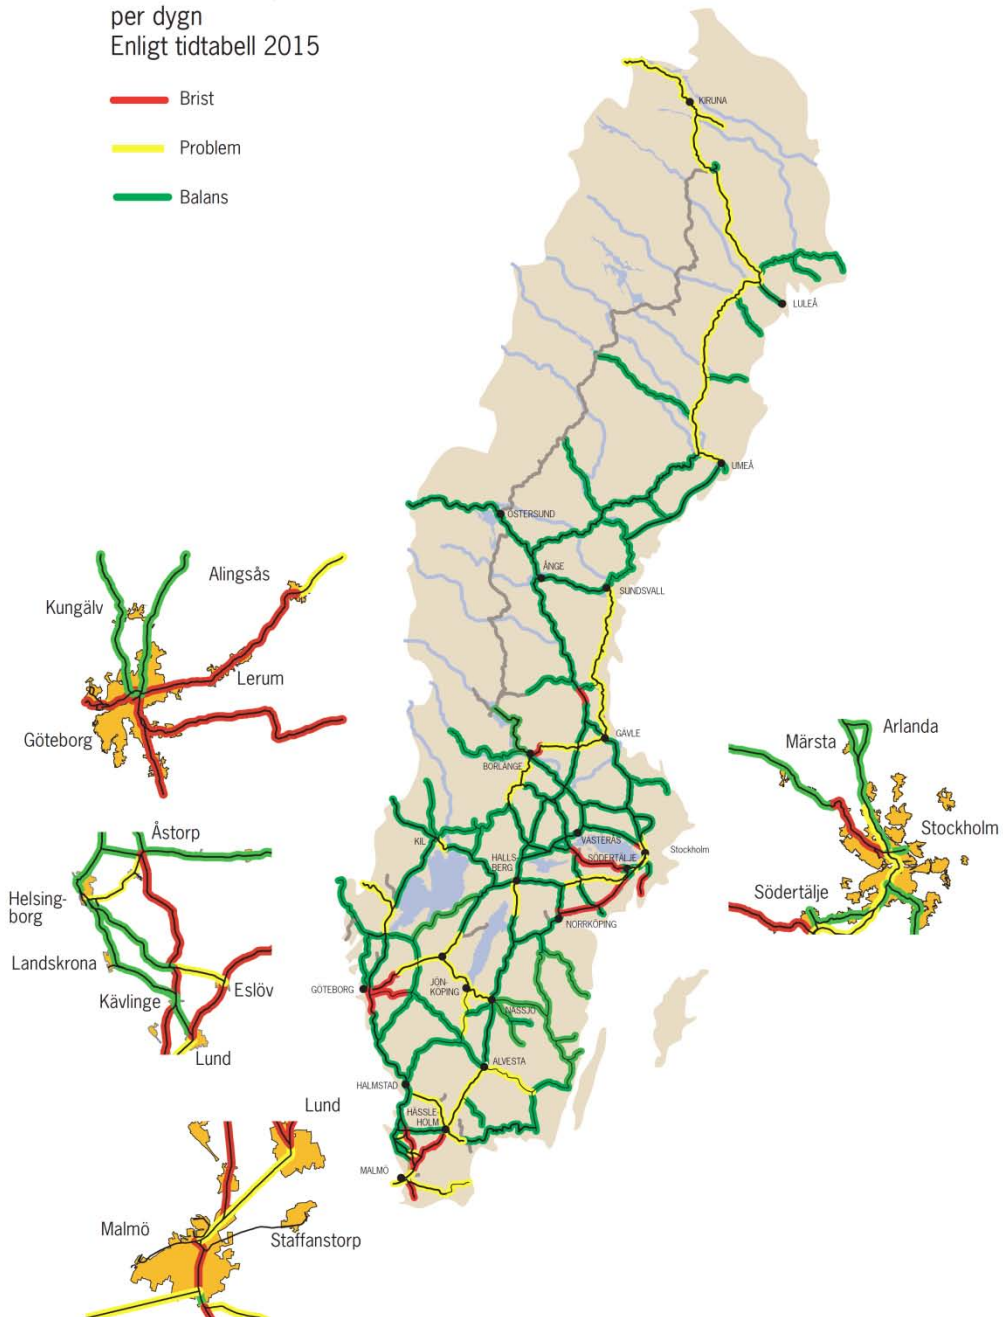 per dygn
Enligt tidtabell 2015
Brist
Problem
Balans
KIRUNA
LULEÅ
UMEÅ
ÖSTERSUND
ÅNGE
SUNDSVALL
Alingsås
Kungälv
Lerum
Göteborg
GÄVLE
BORLÄNGE
Märsta
Arlanda
Stockholm
Södertälje
KIL
VÄSTERÅS
Stockholm
HALLS-
BERG
SÖDERTÄLJE
NORRKÖPING
Åstorp
Helsing-
borg
Landskrona
Kävlinge
Eslöv
Lund
GÖTEBORG
JÖN-
KÖPING
NÄSSJÖ
ALVESTA
HALMSTAD
HÄSSLE-
HOLM
MALMÖ
Lund
Malmö
Staffanstorp